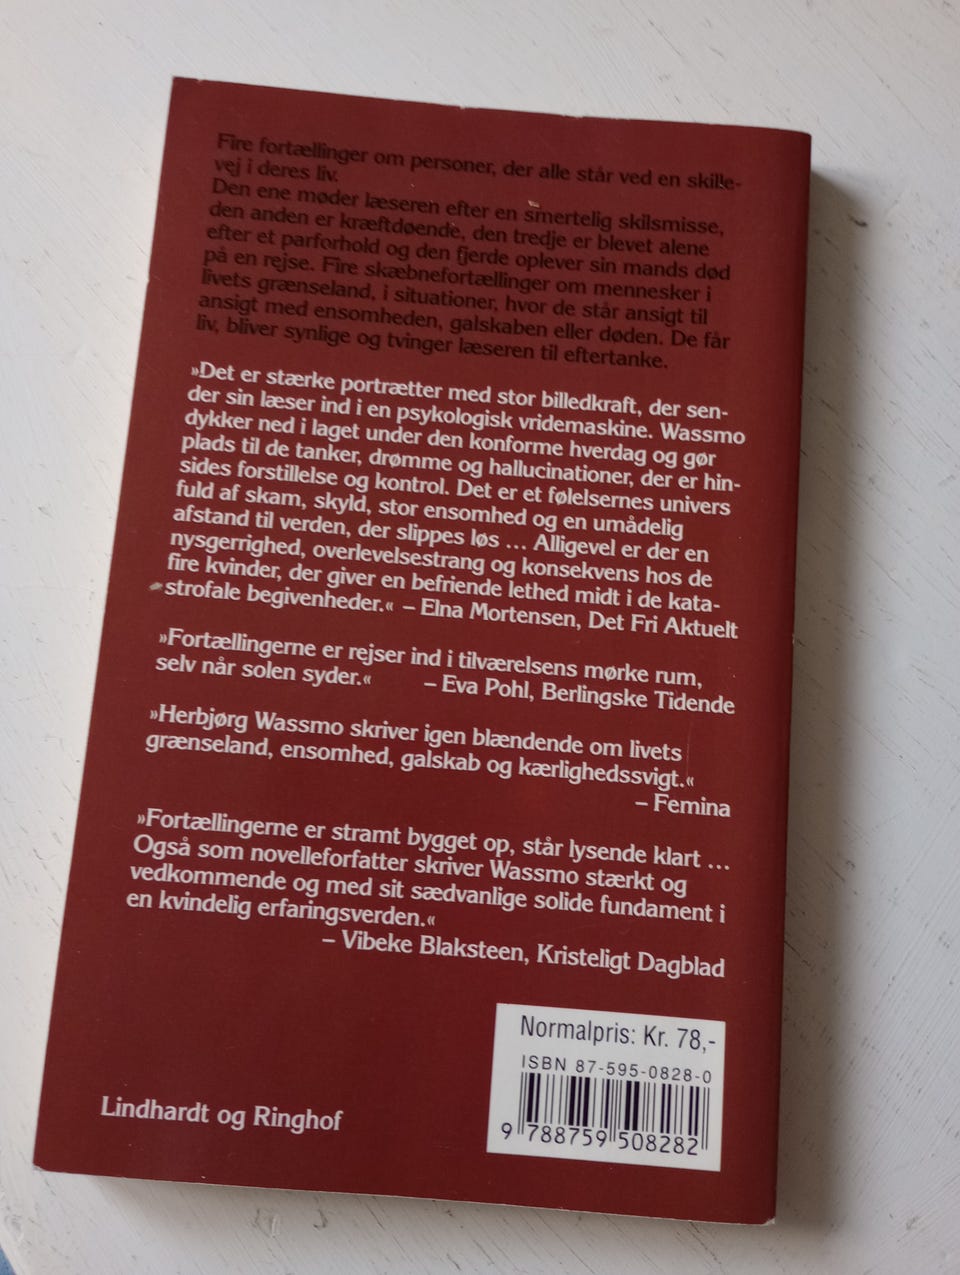 Fire fortællinger om personer, der alle står ved en skille-
vej i deres liv.
Den ene møder læseren efter en smertelig skilsmisse,
den anden er kræftdøende, den tredje er blevet alene
efter et parforhold og den fjerde oplever sin mands død
på en rejse. Fire skæbnefortællinger om mennesker i
livets grænseland, i situationer, hvor de står ansigt til
ansigt med ensomheden, galskaben eller døden. De får
liv, bliver synlige og tvinger læseren til eftertanke.
»Det er stærke portrætter med stor billedkraft, der sen-
der sin læser ind i en psykologisk vridemaskine. Wassmo
dykker ned i laget under den konforme hverdag og gør
plads til de tanker, drømme og hallucinationer, der er hin-
sides forstillelse og kontrol. Det er et følelsernes univers
fuld af skam, skyld, stor ensomhed og en umådelig
afstand til verden, der slippes løs ... Alligevel er der en
nysgerrighed, overlevelsestrang og konsekvens hos de
fire kvinder, der giver en befriende lethed midt i de kata-
strofale begivenheder.« – Elna Mortensen, Det Fri Aktuelt
»Fortællingerne er rejser ind i tilværelsens mørke rum,
selv når solen syder.« – Eva Pohl, Berlingske Tidende
»Herbjørg Wassmo skriver igen blændende om livets
grænseland, ensomhed, galskab og kærlighedssvigt.«
– Femina
»Fortællingerne er stramt bygget op, står lysende klart ...
Også som novelleforfatter skriver Wassmo stærkt og
vedkommende og med sit sædvanlige solide fundament i
en kvindelig erfaringsverden.«
– Vibeke Blaksteen, Kristeligt Dagblad
Normalpris: Kr. 78,-
ISBN 87-595-0828-0
9 788759 508282
Lindhardt og Ringhof